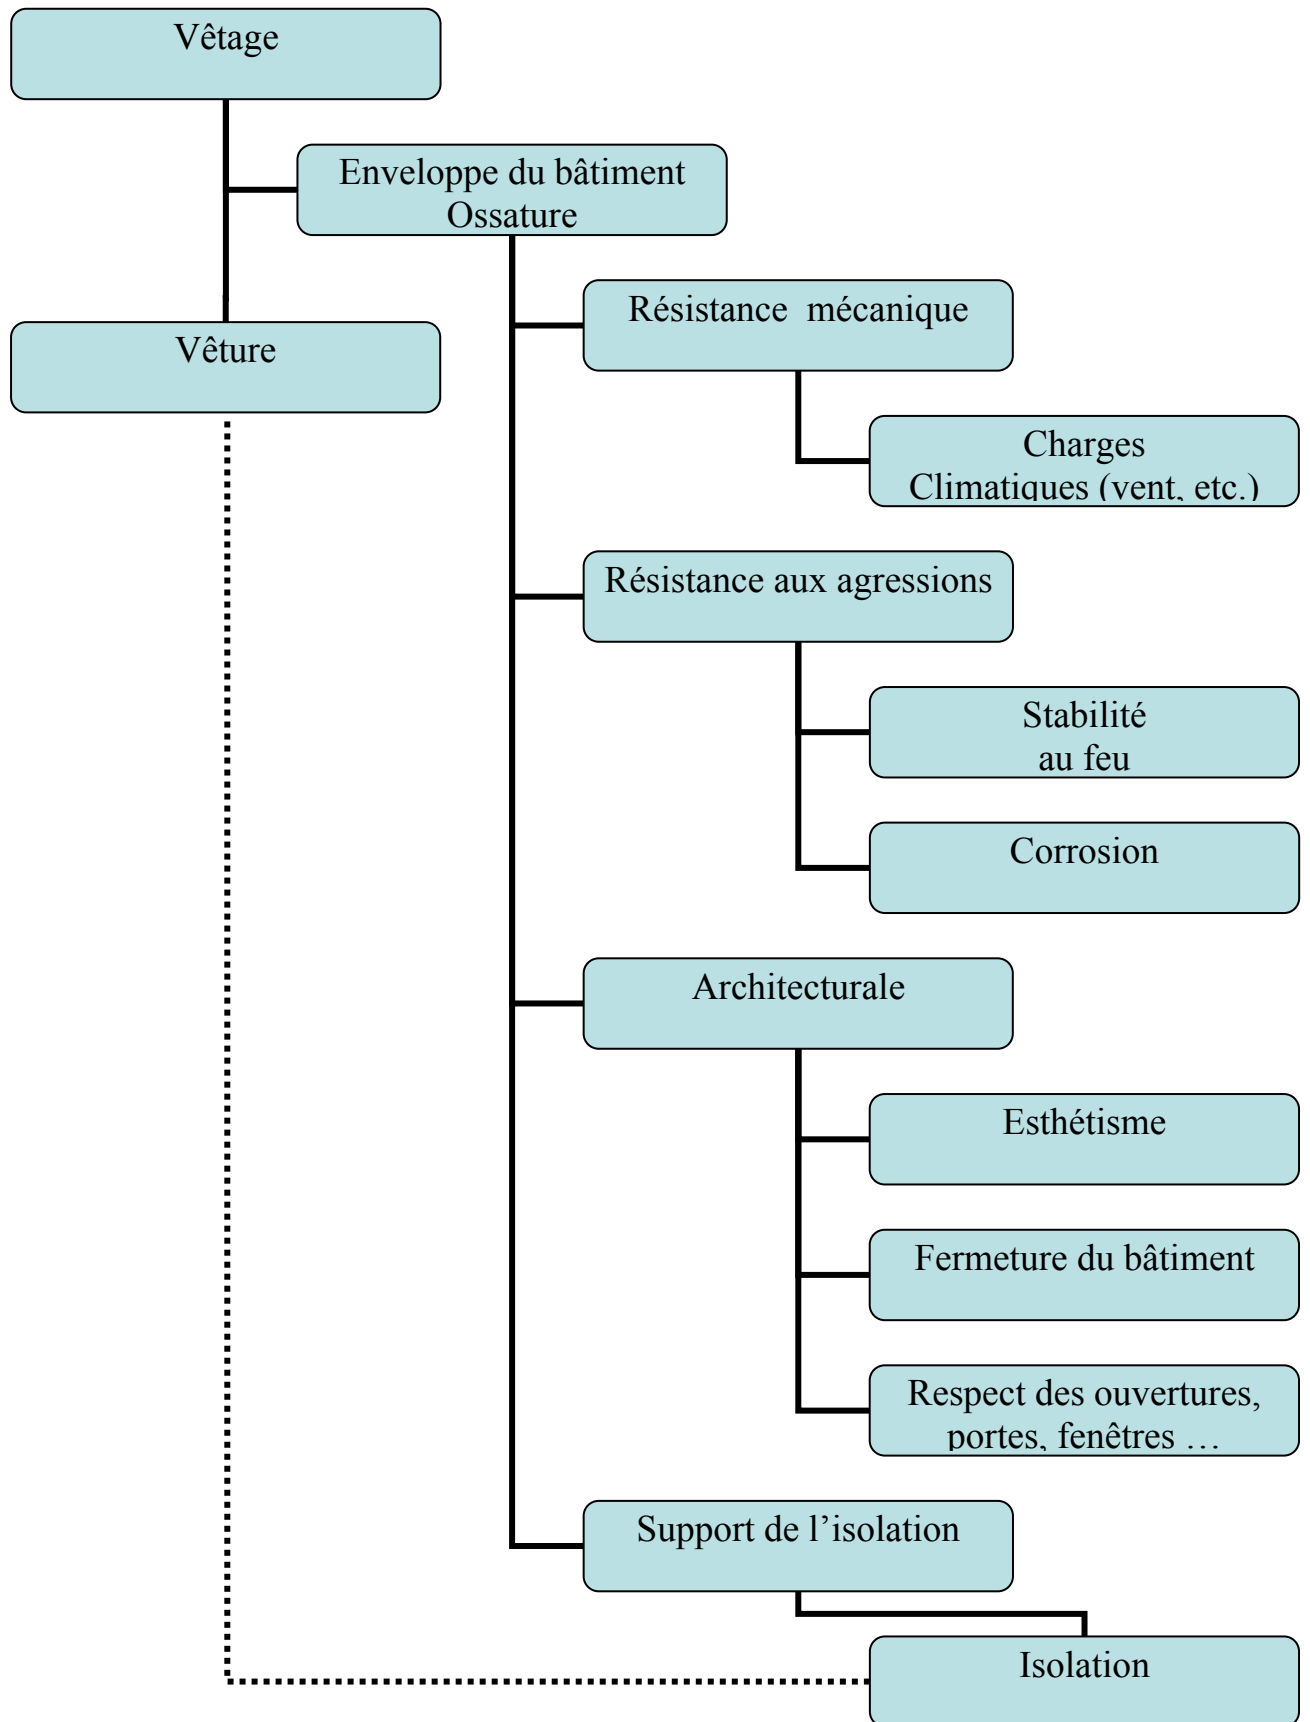 Vêtage
Enveloppe du bâtiment
Ossature
Résistance  mécanique
Vêture
Charges
Climatiques (vent, etc.)
Résistance aux agressions
Stabilité
au feu
Corrosion
Architecturale
Esthétisme
Fermeture du bâtiment
Respect des ouvertures,
portes, fenêtres …
Support de l’isolation
Isolation